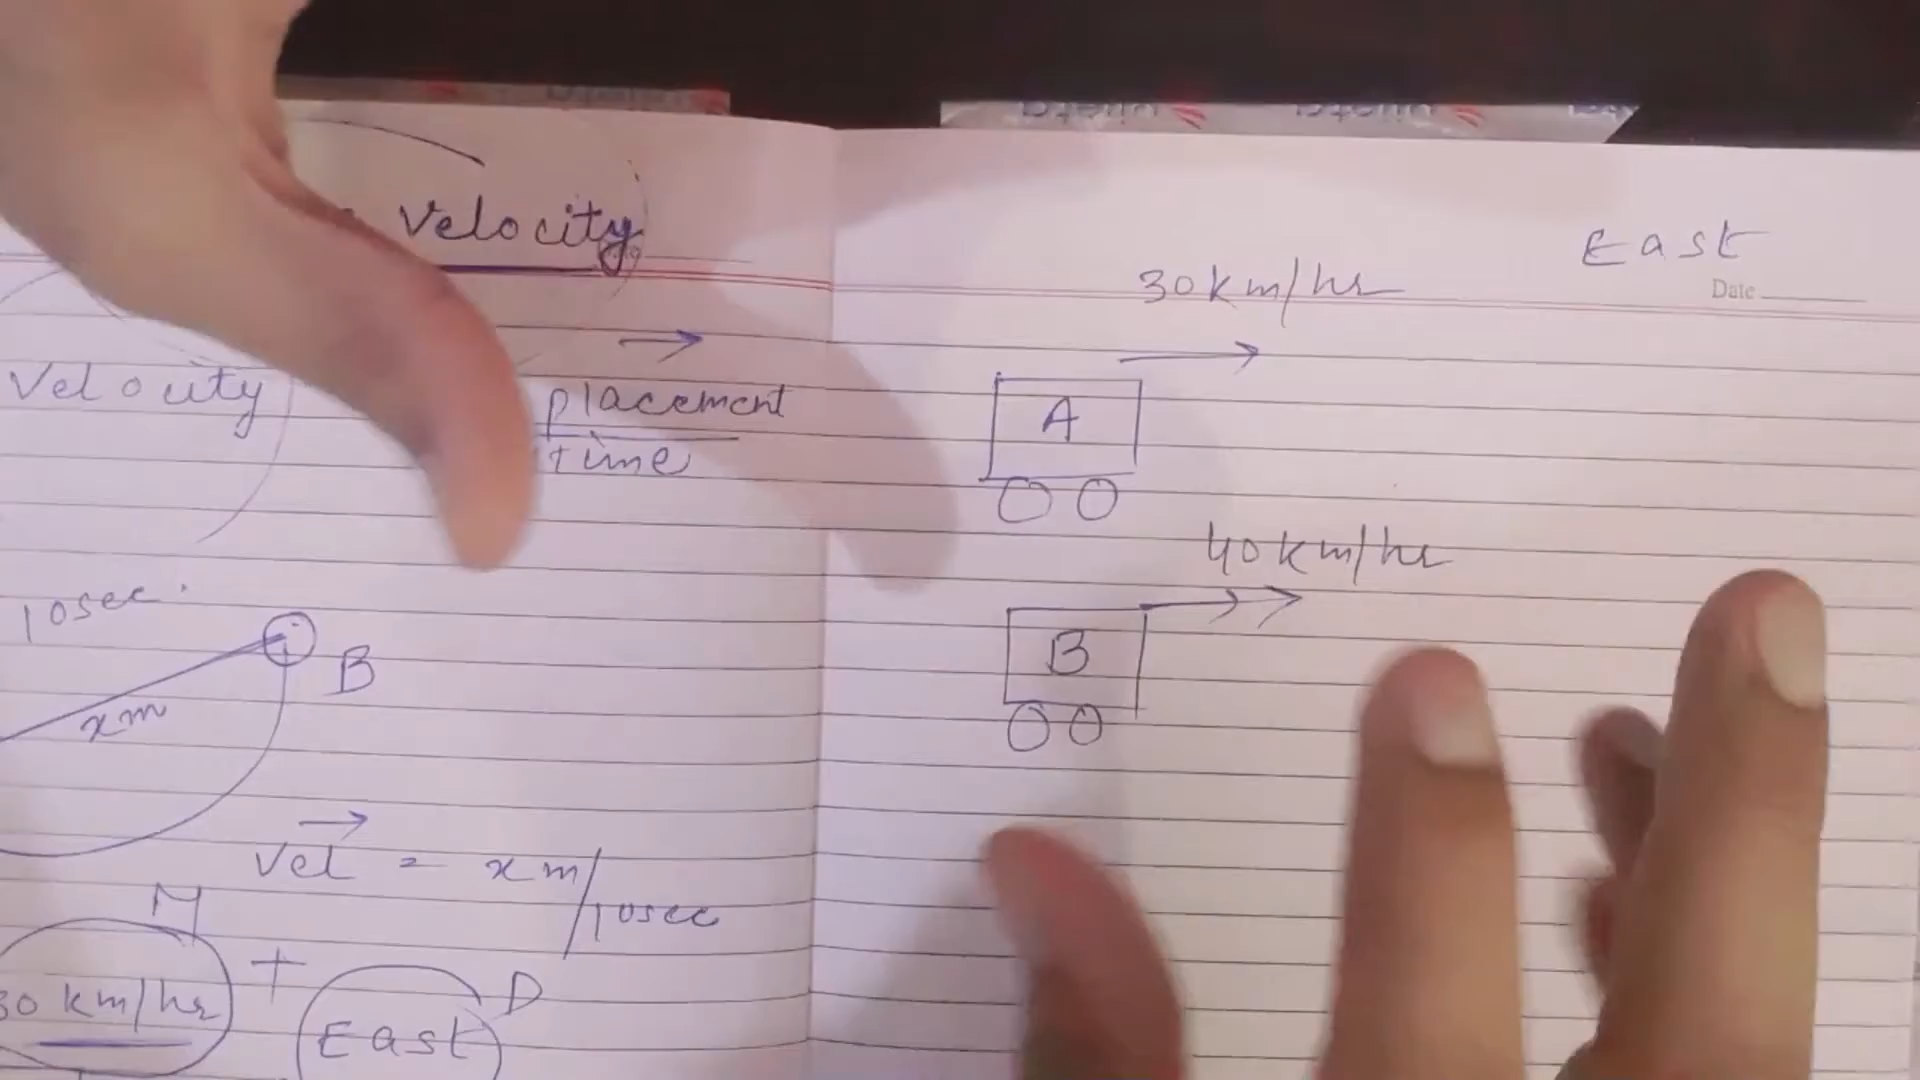 Velocity
Velocity
placement
time
10sec.
B
xm
Vel = xm/10sec
M
30 km/hr + East D
East
30km/hr
Date
A
40km/hr
B